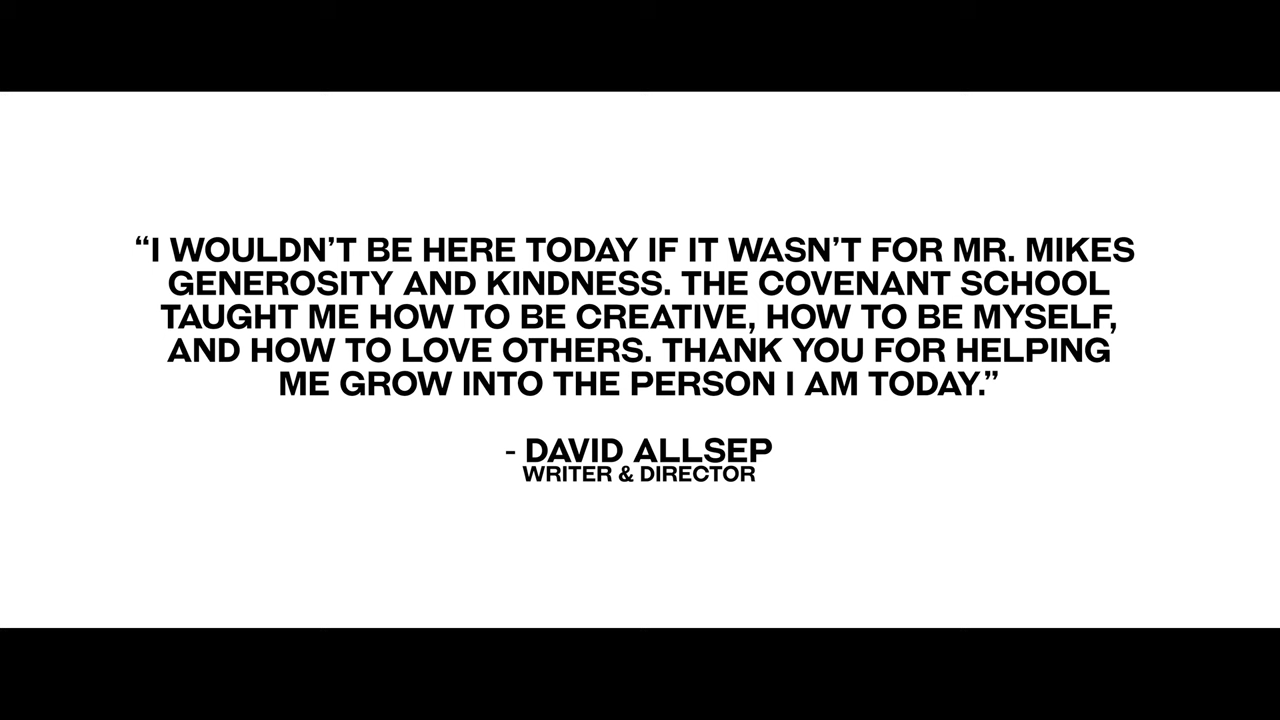 “I WOULDN’T BE HERE TODAY IF IT WASN’T FOR MR. MIKES
GENEROSITY AND KINDNESS. THE COVENANT SCHOOL
TAUGHT ME HOW TO BE CREATIVE, HOW TO BE MYSELF,
AND HOW TO LOVE OTHERS. THANK YOU FOR HELPING
ME GROW INTO THE PERSON I AM TODAY.”
- DAVID ALLSEP
WRITER & DIRECTOR